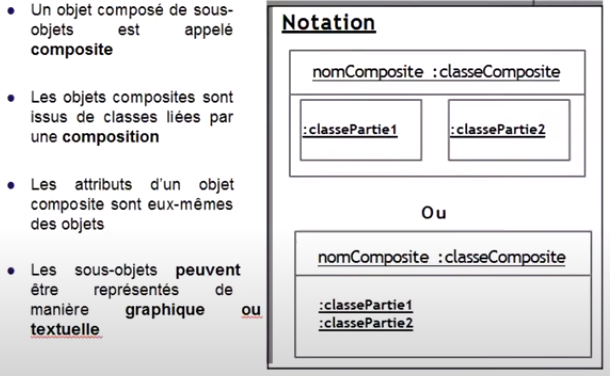 Un objet composé de sous-
objets est appelé
composite
Les objets composites sont
issus de classes liées par
une composition
Les attributs d'un objet
composite sont eux-mêmes
des objets
Les sous-objets peuvent
être représentés de
manière graphique ou
textuelle
Notation
nomComposite :classeComposite
:classePartie1 :classePartie2
Ou
nomComposite :classeComposite
:classePartie1
:classePartie2